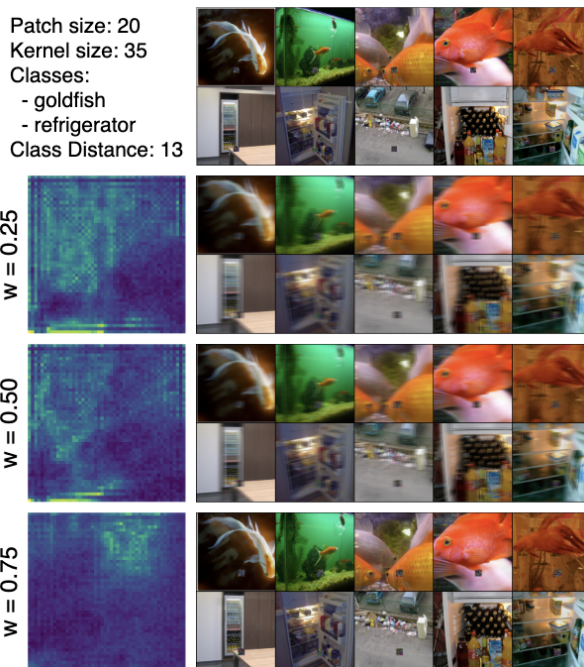 Patch size: 20
Kernel size: 35
Classes:
- goldfish
- refrigerator
Class Distance: 13
w = 0.25
w = 0.50
w = 0.75